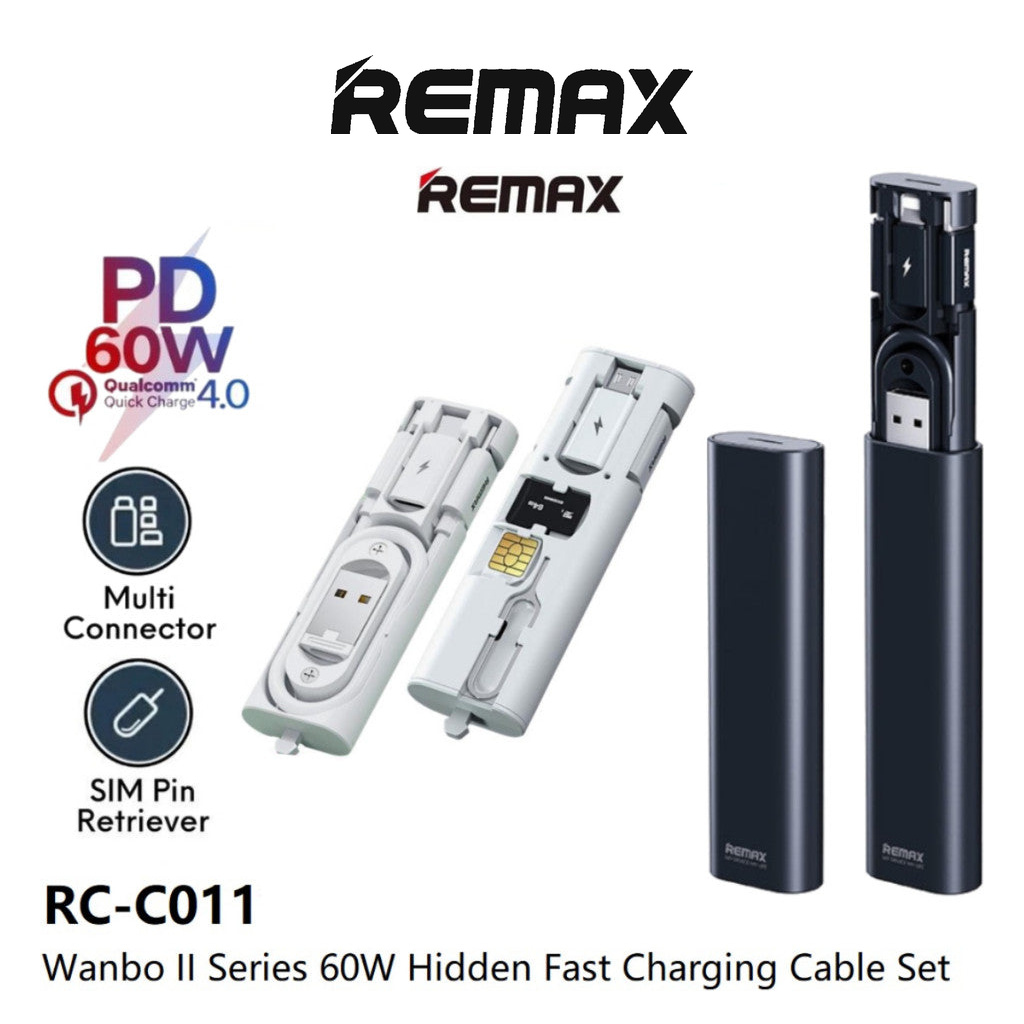 REMAX
REMAX
PD
60W
Qualcomm
Quick Charge 4.0
REMAX
64GB
Multi
Connector
SIM Pin
Retriever
REMAX
REMAX
RC-C011
Wanbo II Series 60W Hidden Fast Charging Cable Set